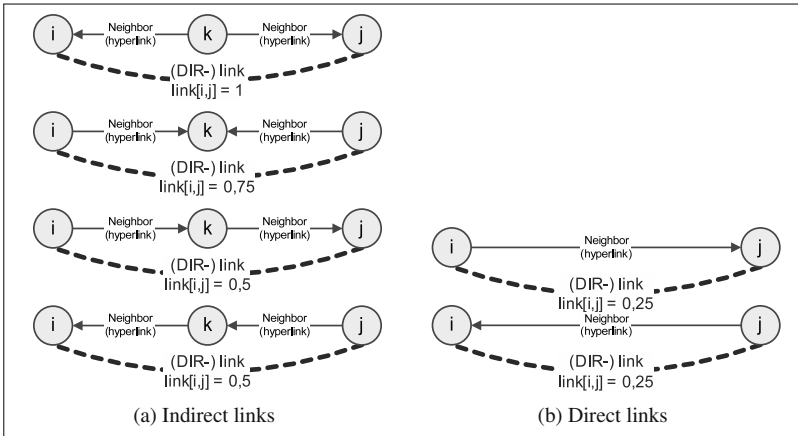 i Neighbor (hyperlink) k Neighbor (hyperlink) j
(DIR-) link
link[i,j] = 1
i Neighbor (hyperlink) k Neighbor (hyperlink) j
(DIR-) link
link[i,j] = 0,75
i Neighbor (hyperlink) k Neighbor (hyperlink) j
(DIR-) link
link[i,j] = 0,5
i Neighbor (hyperlink) k Neighbor (hyperlink) j
(DIR-) link
link[i,j] = 0,5
(a) Indirect links
i Neighbor (hyperlink) j
(DIR-) link
link[i,j] = 0,25
i Neighbor (hyperlink) j
(DIR-) link
link[i,j] = 0,25
(b) Direct links